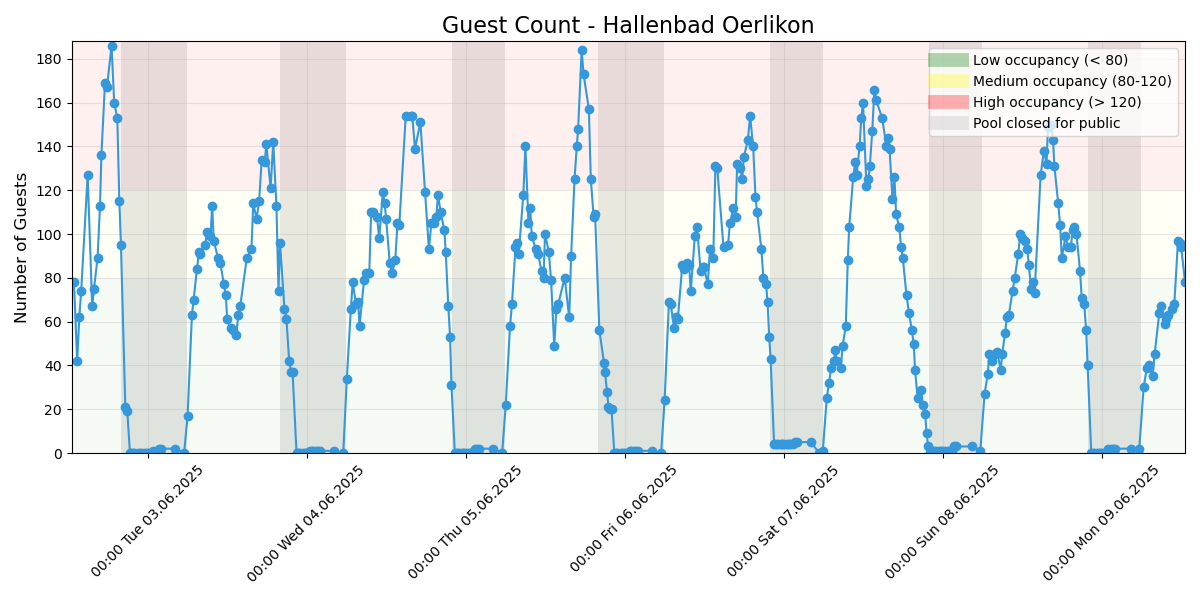 Guest Count - Hallenbad Oerlikon
Number of Guests
180
160
140
120
100
80
60
40
20
0
Low occupancy (< 80)
Medium occupancy (80-120)
High occupancy (> 120)
Pool closed for public
00:00 Tue 03.06.2025
00:00 Wed 04.06.2025
00:00 Thu 05.06.2025
00:00 Fri 06.06.2025
00:00 Sat 07.06.2025
00:00 Sun 08.06.2025
00:00 Mon 09.06.2025